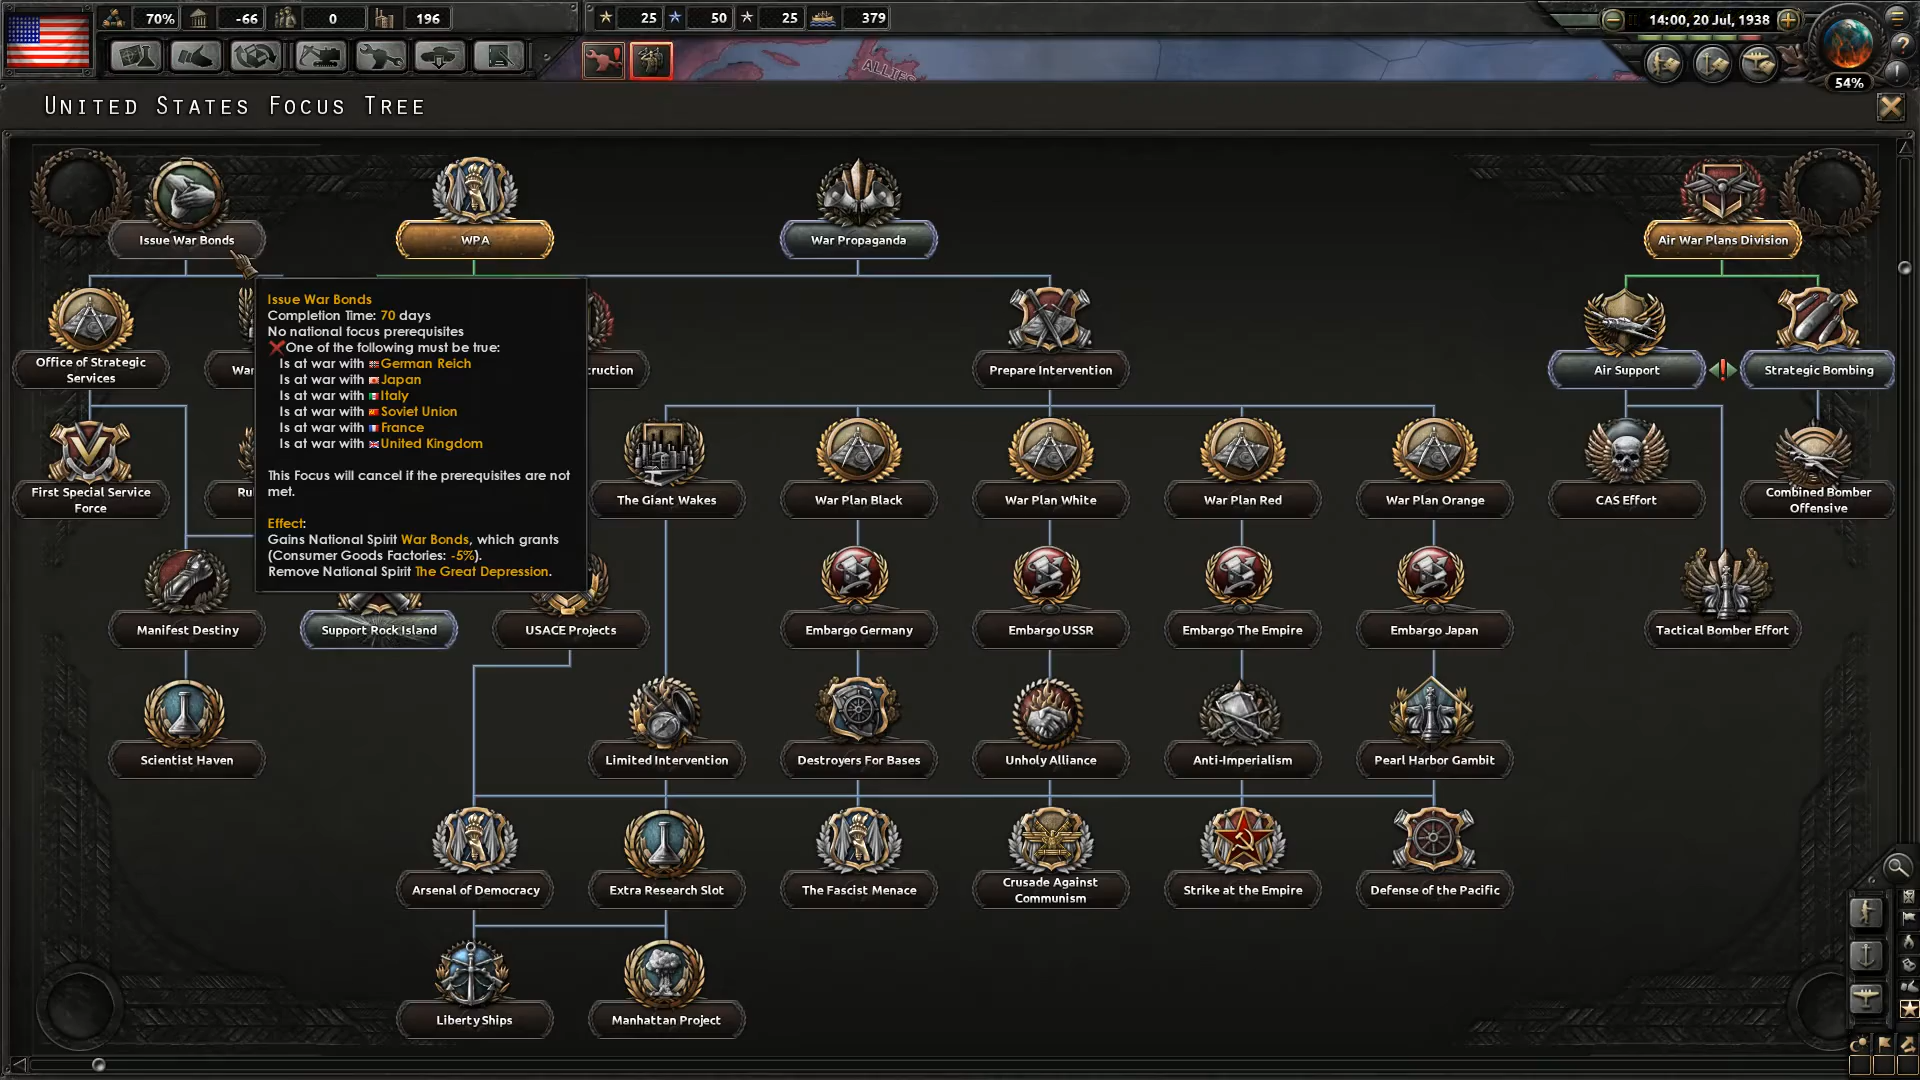 70%
-66
0
196
25
50
25
379
14:00, 20 Jul, 1938
54%
ALLIES
United States Focus Tree
Issue War Bonds
WPA
War Propaganda
Air War Plans Division
Issue War Bonds
Completion Time: 70 days
No national focus prerequisites
One of the following must be true:
Is at war with German Reich
Is at war with Japan
Is at war with Italy
Is at war with Soviet Union
Is at war with France
Is at war with United Kingdom
This Focus will cancel if the prerequisites are not
met.
Effect:
Gains National Spirit War Bonds, which grants
(Consumer Goods Factories: -5%).
Remove National Spirit The Great Depression.
Office of Strategic
Services
Prepare Intervention
Air Support
Strategic Bombing
First Special Service
Force
The Giant Wakes
War Plan Black
War Plan White
War Plan Red
War Plan Orange
CAS Effort
Combined Bomber
Offensive
Manifest Destiny
Support Rock Island
USACE Projects
Embargo Germany
Embargo USSR
Embargo The Empire
Embargo Japan
Tactical Bomber Effort
Scientist Haven
Limited Intervention
Destroyers For Bases
Unholy Alliance
Anti-Imperialism
Pearl Harbor Gambit
Arsenal of Democracy
Extra Research Slot
The Fascist Menace
Crusade Against
Communism
Strike at the Empire
Defense of the Pacific
Liberty Ships
Manhattan Project